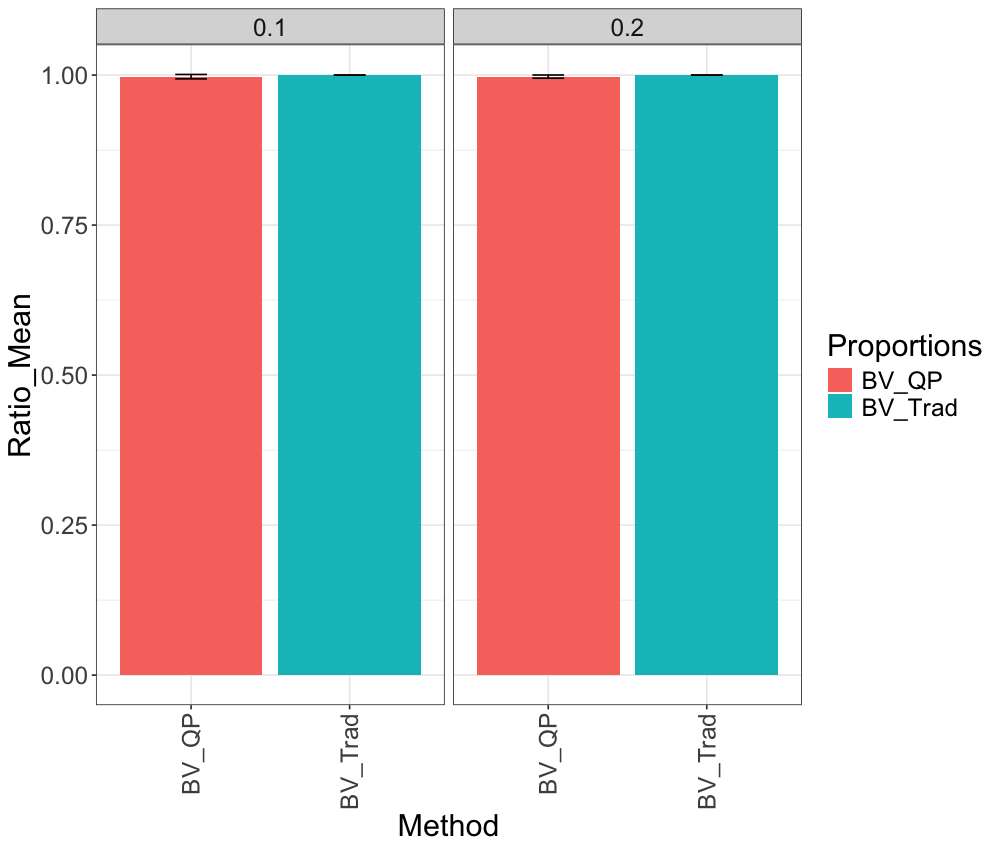 0.1
0.2
1.00
0.75
0.50
0.25
0.00
Ratio_Mean
BV_QP
BV_Trad
BV_QP
BV_Trad
Method
Proportions
BV_QP
BV_Trad